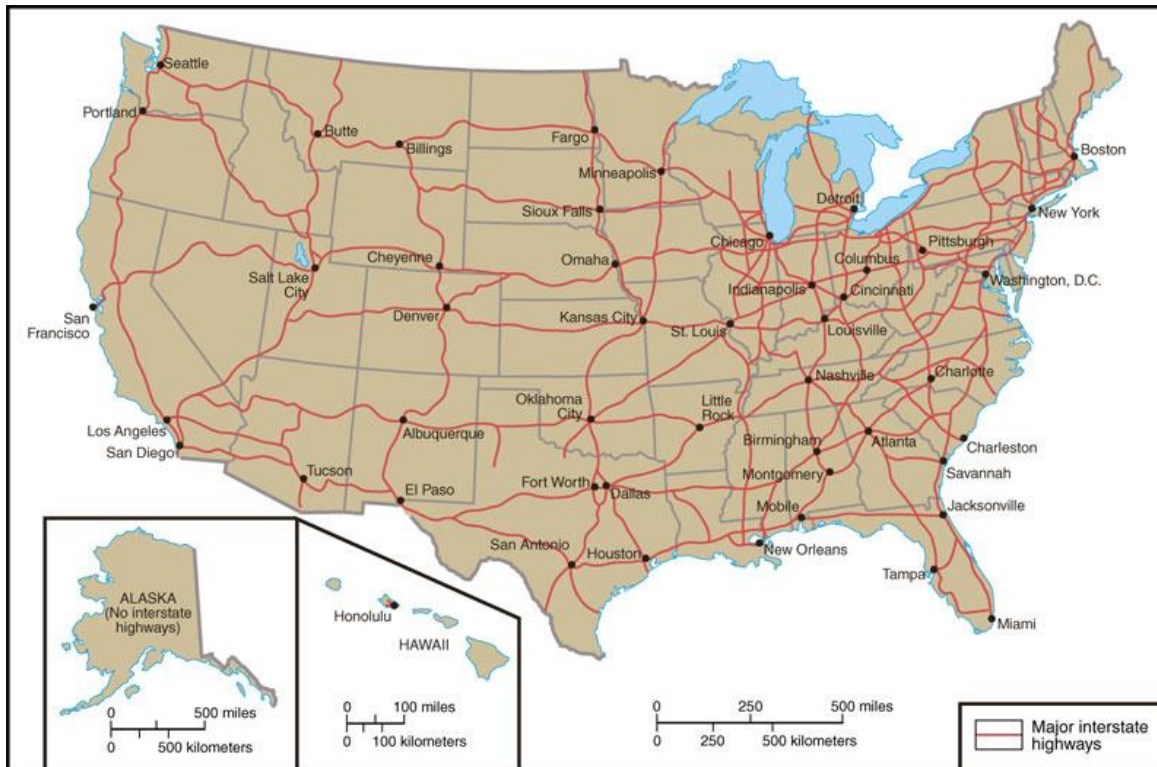 Seattle
Portland
Butte
Billings
Fargo
Minneapolis
Boston
Detroit
Sioux Falls
New York
Chicago
Pittsburgh
Columbus
Omaha
Cheyenne
Salt Lake
City
Washington, D.C.
Indianapolis
Cincinnati
San
Francisco
Denver
Kansas City
St. Louis
Louisville
Nashville
Charlotte
Oklahoma
City
Little
Rock
Los Angeles
Albuquerque
San Diego
Birmingham
Atlanta
Charleston
Montgomery
Savannah
Tucson
El Paso
Fort Worth
Dallas
Mobile
Jacksonville
San Antonio
Houston
New Orleans
Tampa
Miami
ALASKA
(No interstate
highways)
0 500 miles
0 500 kilometers
Honolulu
HAWAII
0 100 miles
0 100 kilometers
0 250 500 miles
0 250 500 kilometers
Major interstate
highways